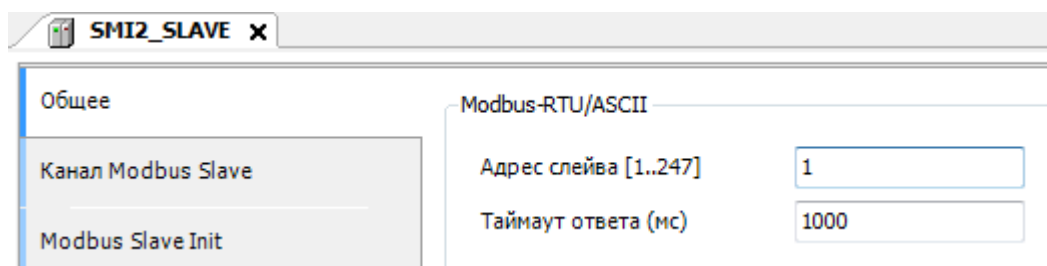 SMI2_SLAVE
Общее
Modbus-RTU/ASCII
Канал Modbus Slave
Адрес слейва [1..247] 1
Таймаут ответа (мс) 1000
Modbus Slave Init